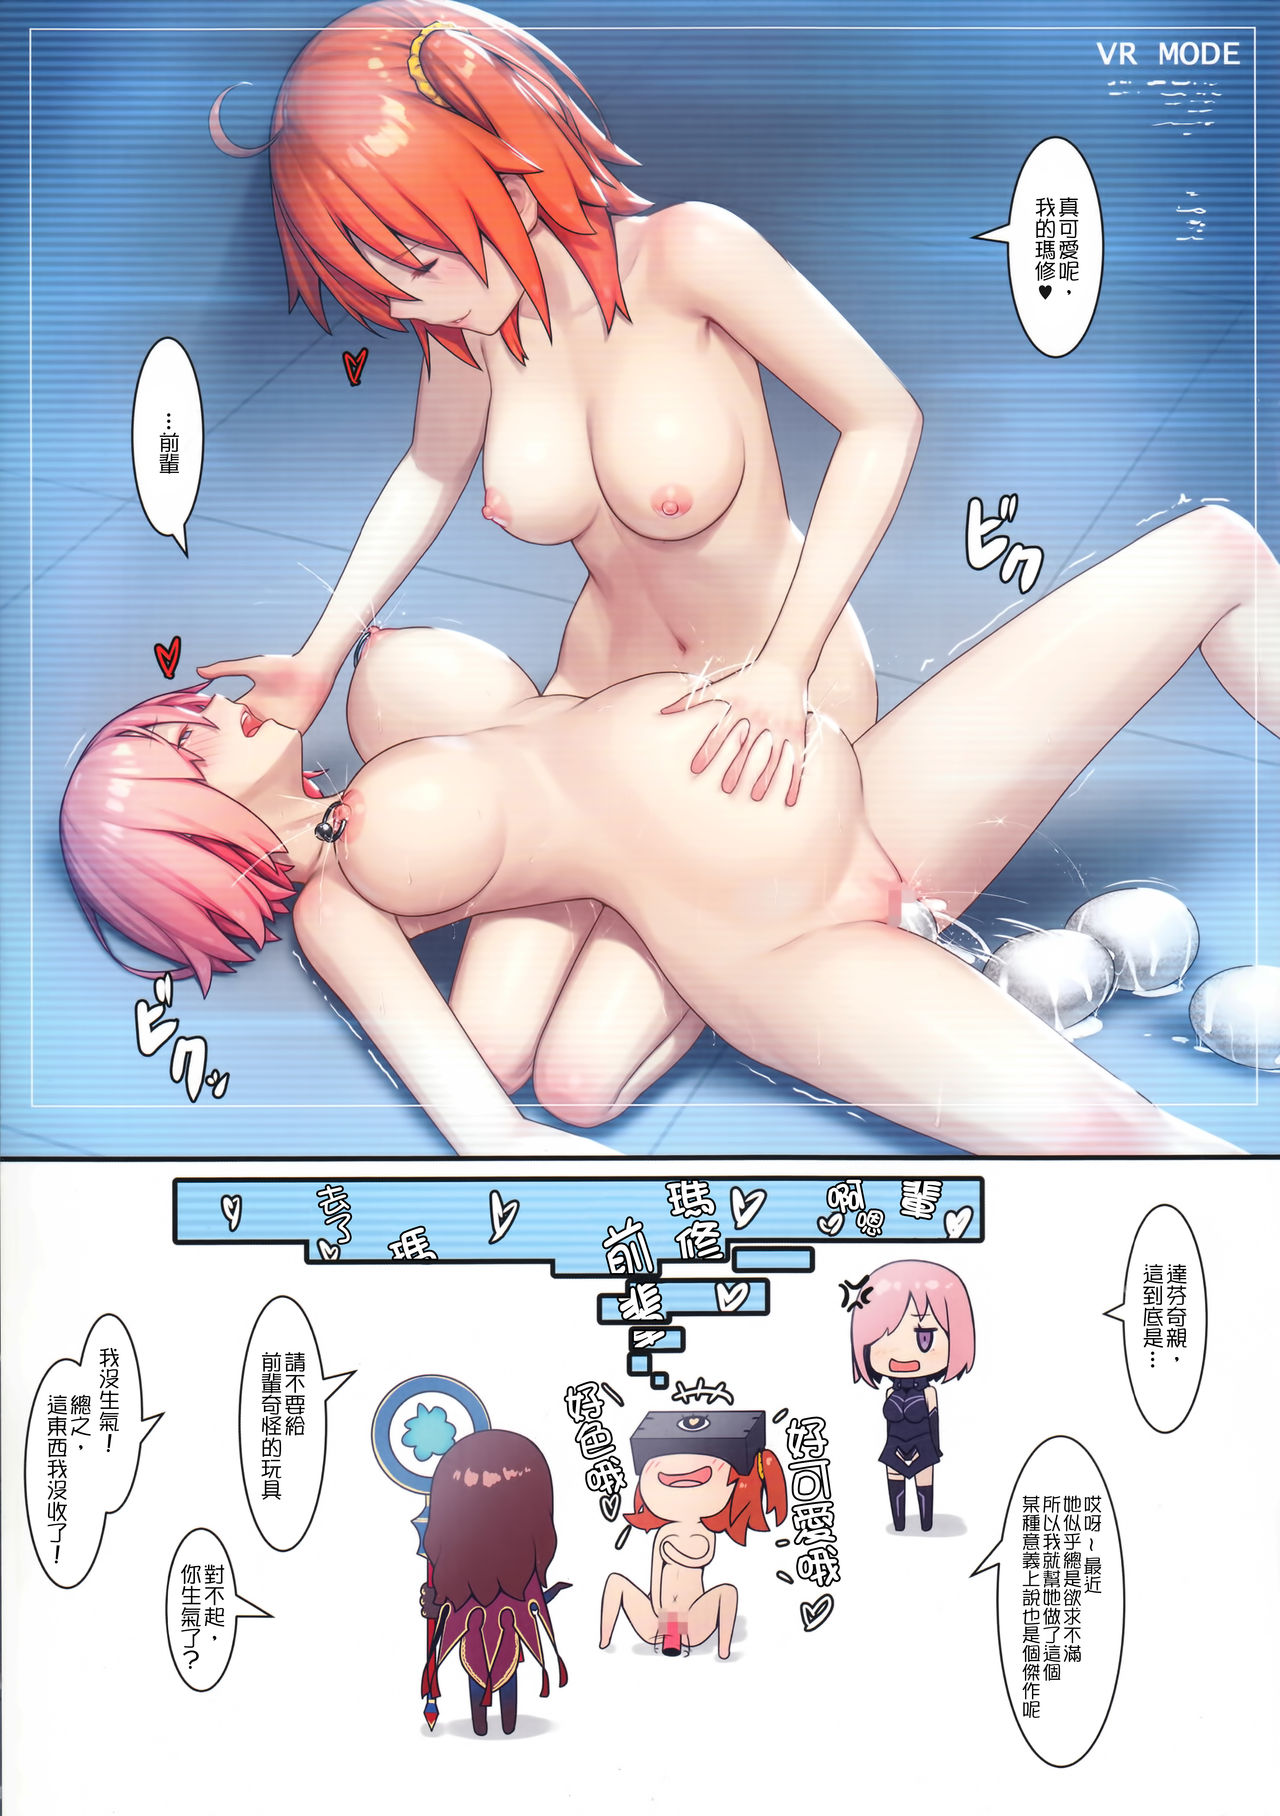 VR MODE
真可愛呢，
我的瑪修♥
…前輩
ビク
ビクッ
輩
啊嗯
瑪修
前輩
瑪
去了
達芬奇親，
這到底是…
哎呀~最近
她似乎總是欲求不滿
所以我就幫她做了這個
某種意義上說也是個傑作呢
好可愛哦
好色哦
請不要給
前輩奇怪的玩具
對不起，
你生氣了？
我沒生氣！
總之，
這東西我沒收了！